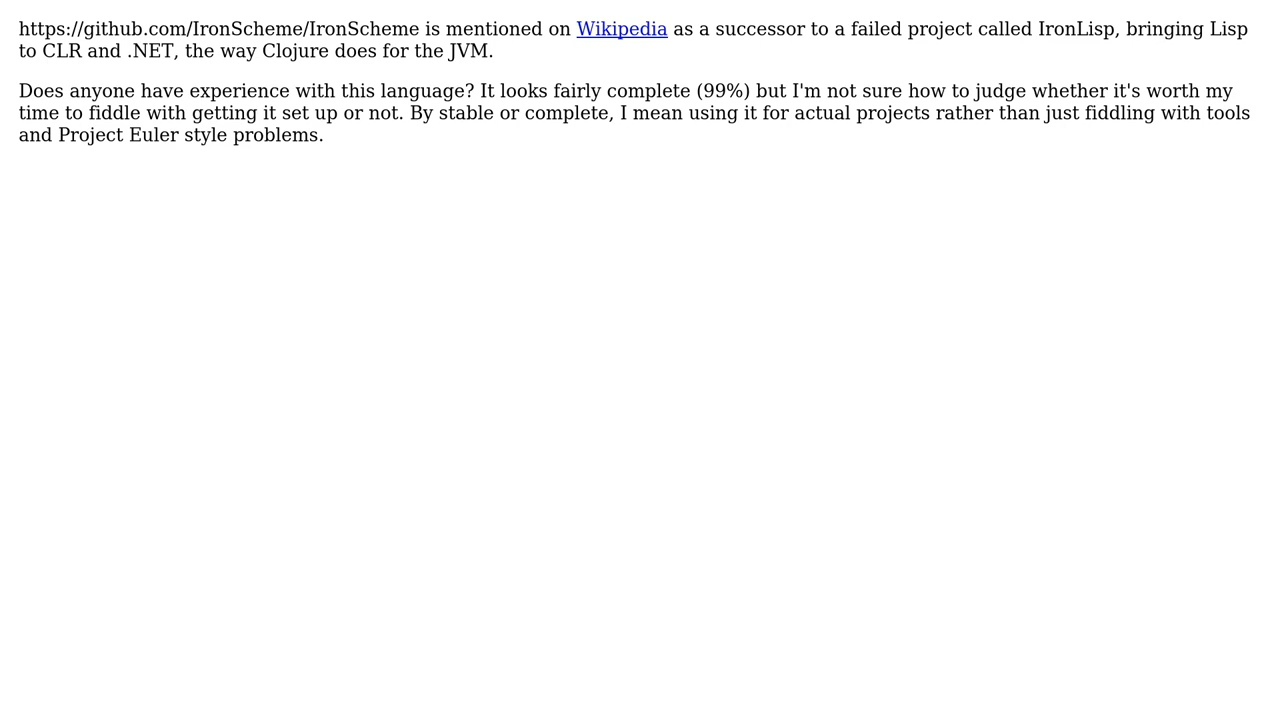 https://github.com/IronScheme/IronScheme is mentioned on Wikipedia as a successor to a failed project called IronLisp, bringing Lisp
to CLR and .NET, the way Clojure does for the JVM.
Does anyone have experience with this language? It looks fairly complete (99%) but I'm not sure how to judge whether it's worth my
time to fiddle with getting it set up or not. By stable or complete, I mean using it for actual projects rather than just fiddling with tools
and Project Euler style problems.